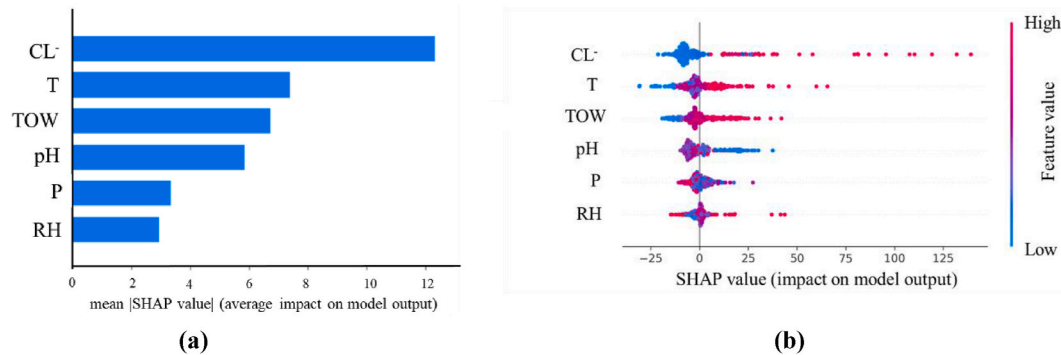 CL⁻
T
TOW
pH
P
RH
0 2 4 6 8 10 12
mean |SHAP value| (average impact on model output)
(a)
CL⁻
T
TOW
pH
P
RH
-25 0 25 50 75 100 125
SHAP value (impact on model output)
High
Feature value
Low
(b)